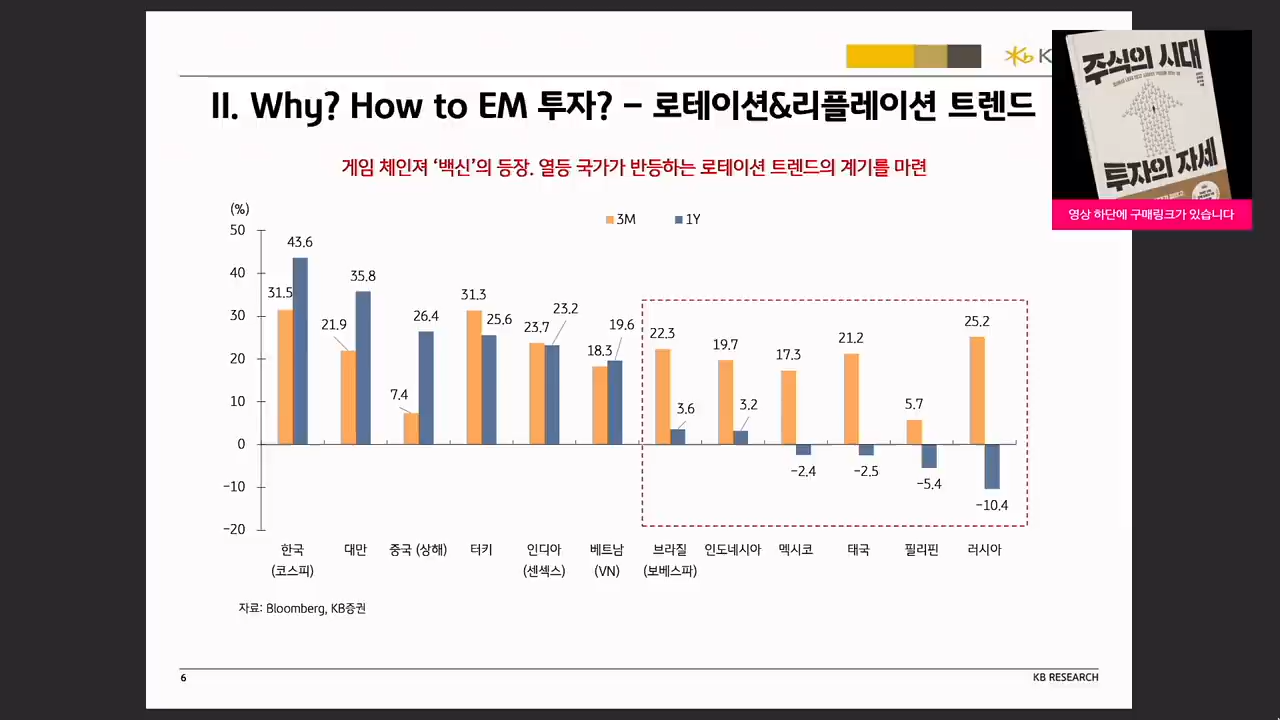 KB
II. Why? How to EM 투자? – 로테이션&리플레이션 트렌드
게임 체인져 ‘백신’의 등장. 열등 국가가 반등하는 로테이션 트렌드의 계기를 마련
주식의 시대
투자의 자세
영상 하단에 구매링크가 있습니다
(%)
3M 1Y
50
40
30
20
10
0
-10
-20
31.5 43.6
21.9 35.8
7.4 26.4
31.3 25.6
23.7 23.2
18.3 19.6
22.3 3.6
19.7 3.2
17.3 -2.4
21.2 -2.5
5.7 -5.4
25.2 -10.4
한국 대만 중국 (상해) 터키 인디아 베트남 브라질 인도네시아 멕시코 태국 필리핀 러시아
(코스피) (센섹스) (VN) (보베스파)
자료: Bloomberg, KB증권
6 KB RESEARCH